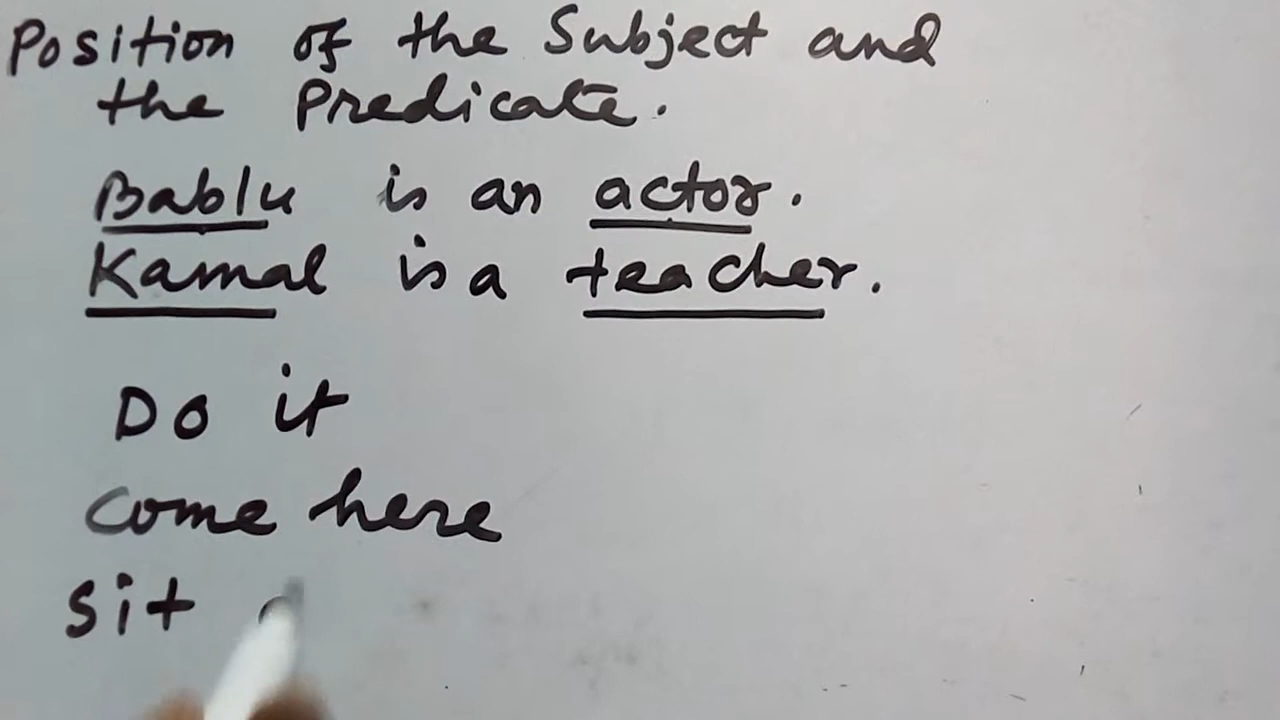 Position of the Subject and
the Predicate.
Bablu is an actor.
Kamal is a teacher.
Do it
Come here
Sit